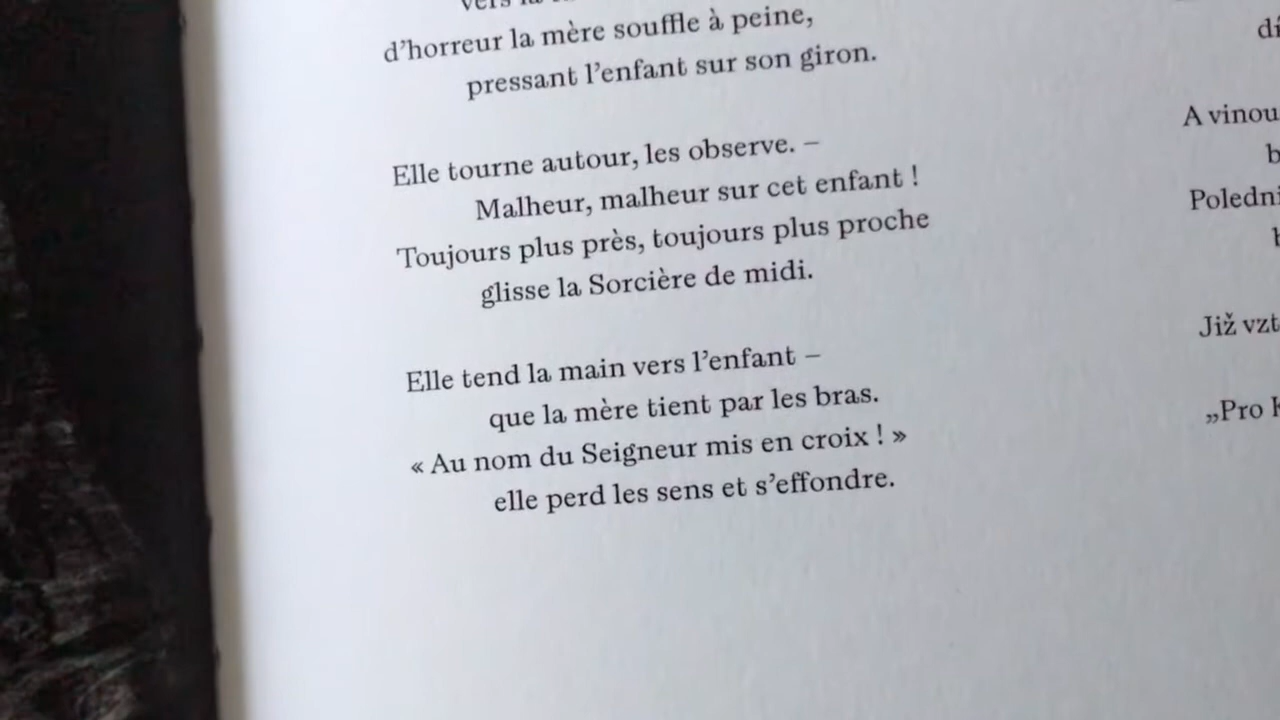 vers la
d’horreur la mère souffle à peine,
pressant l’enfant sur son giron.
Elle tourne autour, les observe. –
Malheur, malheur sur cet enfant !
Toujours plus près, toujours plus proche
glisse la Sorcière de midi.
Elle tend la main vers l’enfant –
que la mère tient par les bras.
« Au nom du Seigneur mis en croix ! »
elle perd les sens et s’effondre.
A vinou
Poledni
Již vzt
„Pro